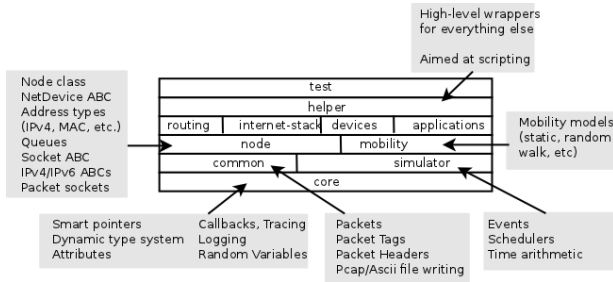 High-level wrappers
for everything else
Aimed at scripting
Node class
NetDevice ABC
Address types
(IPv4, MAC, etc.)
Queues
Socket ABC
IPv4/IPv6 ABCs
Packet sockets
test
helper
routing internet-stack devices applications
node mobility
common simulator
core
Mobility models
(static, random
walk, etc)
Smart pointers
Dynamic type system
Attributes
Callbacks, Tracing
Logging
Random Variables
Packets
Packet Tags
Packet Headers
Pcap/Ascii file writing
Events
Schedulers
Time arithmetic